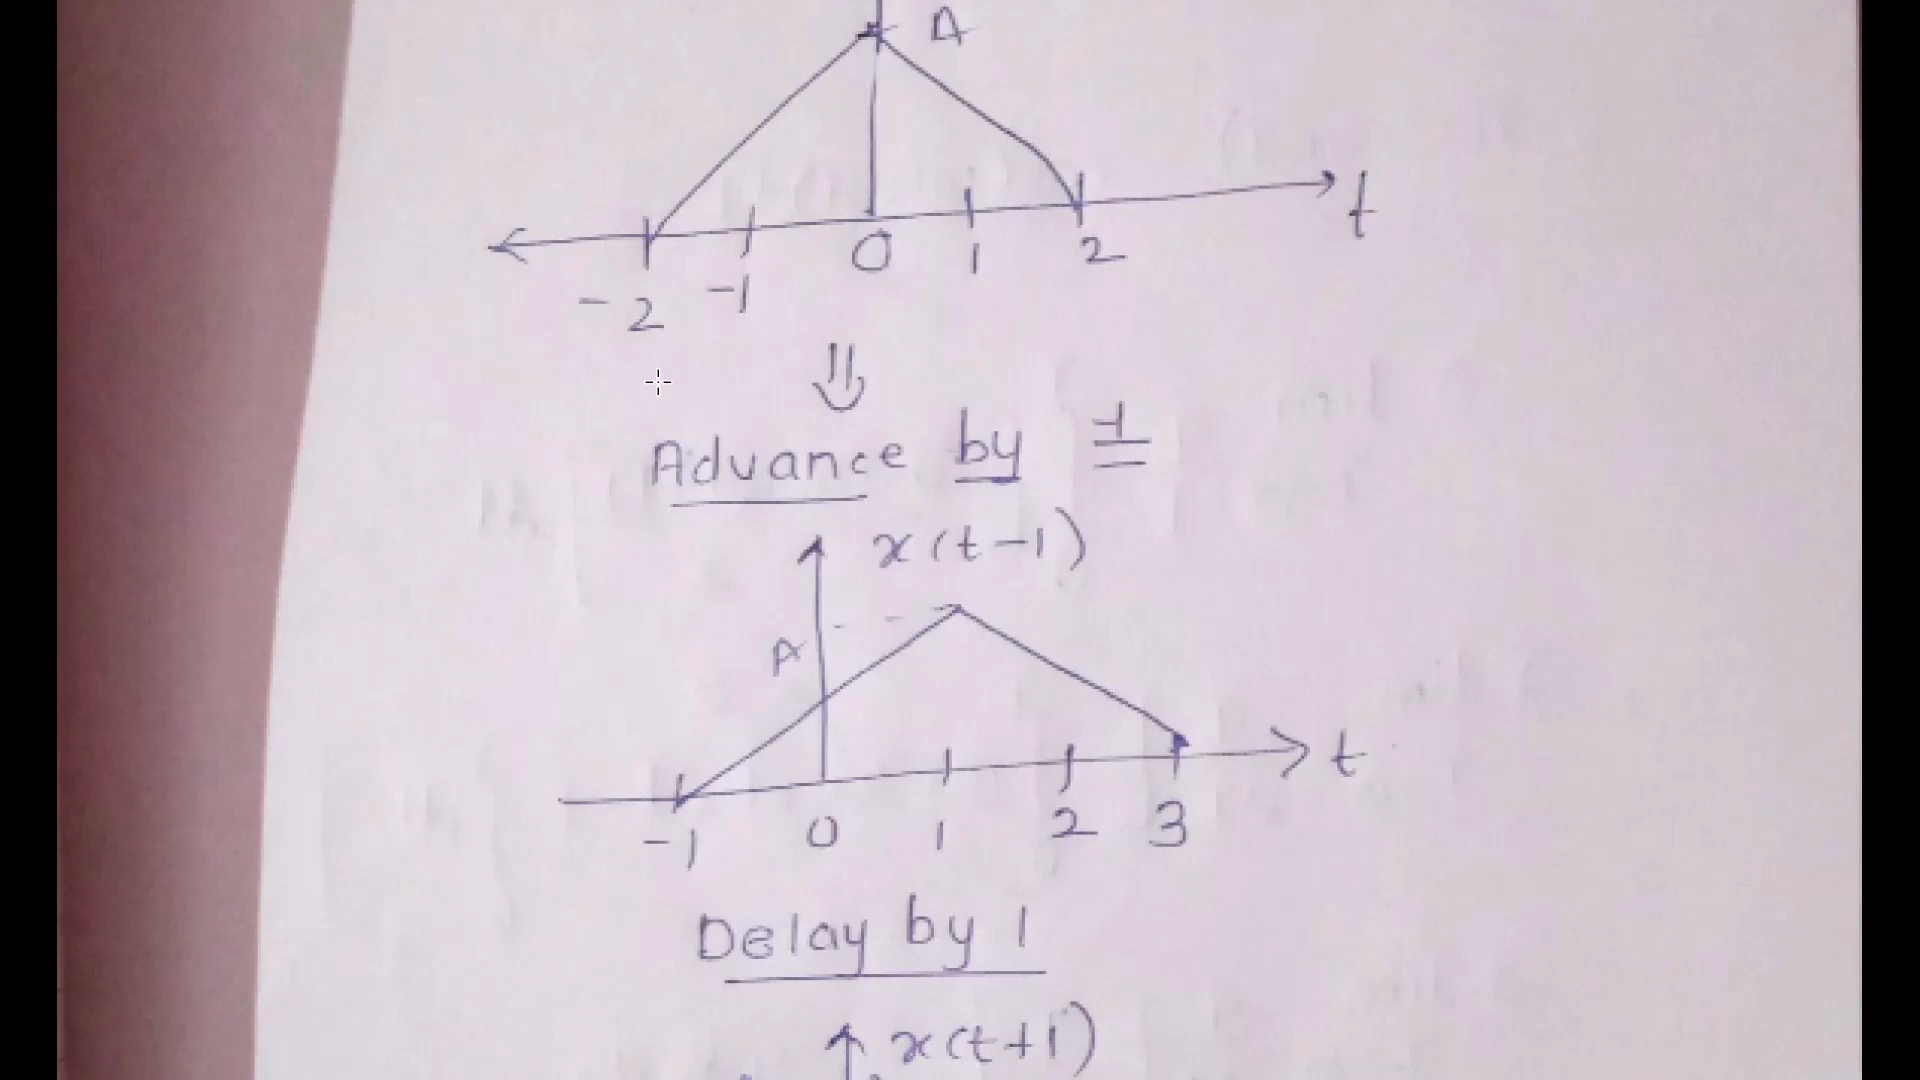 A
t
-2 -1 0 1 2
Advance by 1
x(t-1)
A
t
-1 0 1 2 3
Delay by 1
x(t+1)